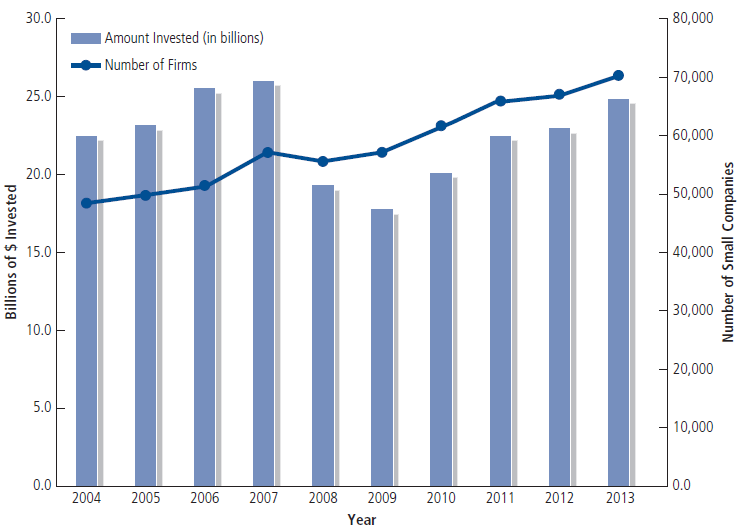 30.0
25.0
20.0
15.0
10.0
5.0
0.0
Billions of $ Invested
Amount Invested (in billions)
Number of Firms
80,000
70,000
60,000
50,000
40,000
30,000
20,000
10,000
0.0
Number of Small Companies
2004 2005 2006 2007 2008 2009 2010 2011 2012 2013
Year